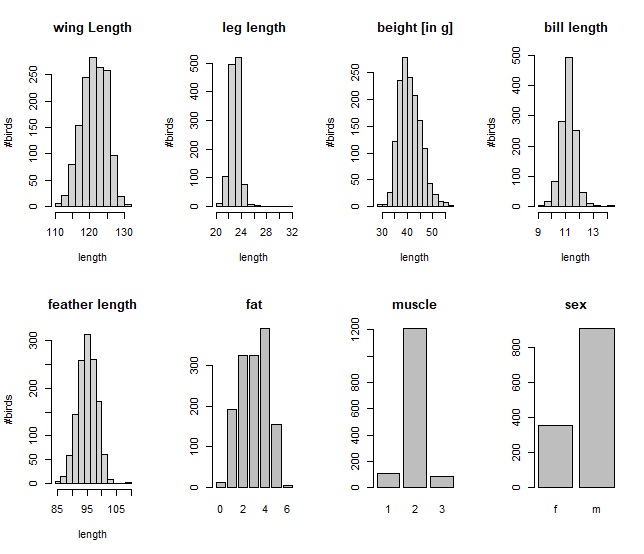 wing Length
leg length
beight [in g]
bill length
#birds
0 50 100 150 200 250
110 120 130
length
#birds
0 100 200 300 400 500
20 24 28 32
length
#birds
0 50 100 150 200 250
30 40 50
length
#birds
0 100 200 300 400 500
9 11 13
length
feather length
fat
muscle
sex
#birds
0 100 200 300
85 95 105
length
0 100 200 300
0 2 4 6
0 200 400 600 800 1200
1 2 3
0 200 400 600 800
f m